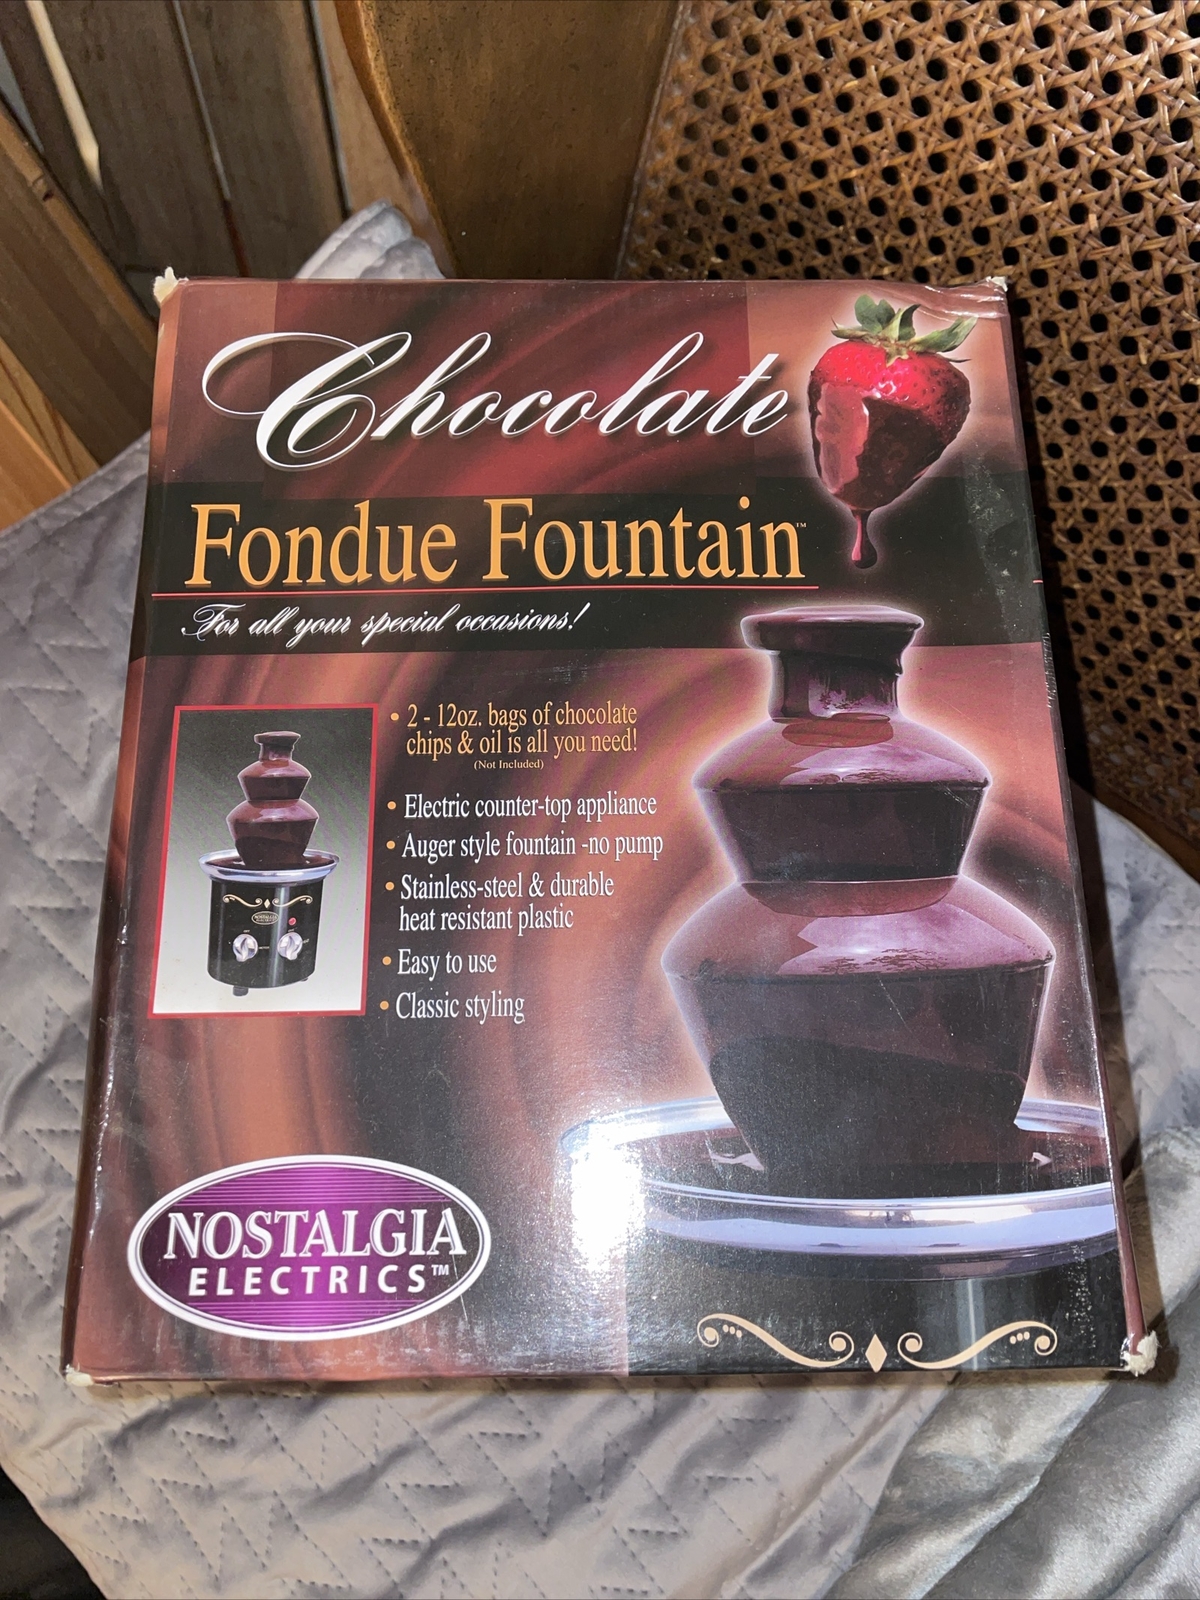 Chocolate
Fondue Fountain™
For all your special occasions!
• 2 - 12oz. bags of chocolate
chips & oil is all you need!
(Not Included)
• Electric counter-top appliance
• Auger style fountain -no pump
• Stainless-steel & durable
heat resistant plastic
• Easy to use
• Classic styling
NOSTALGIA
ELECTRICS™